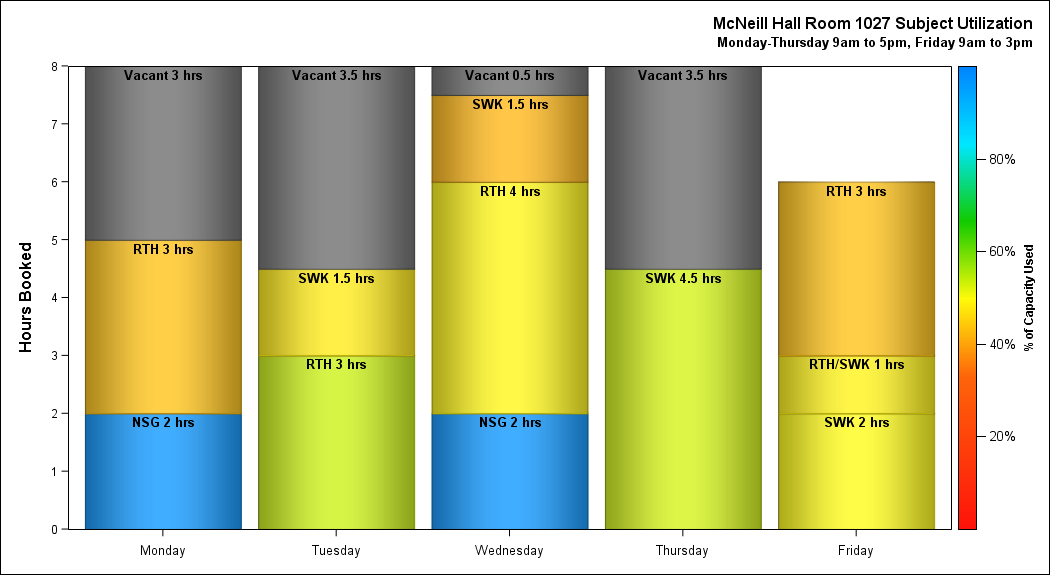 McNeill Hall Room 1027 Subject Utilization
Monday-Thursday 9am to 5pm, Friday 9am to 3pm
Hours Booked
8
7
6
5
4
3
2
1
0
Vacant 3 hrs
RTH 3 hrs
NSG 2 hrs
Vacant 3.5 hrs
SWK 1.5 hrs
RTH 3 hrs
Vacant 0.5 hrs
SWK 1.5 hrs
RTH 4 hrs
NSG 2 hrs
Vacant 3.5 hrs
SWK 4.5 hrs
RTH 3 hrs
RTH/SWK 1 hrs
SWK 2 hrs
Monday
Tuesday
Wednesday
Thursday
Friday
80%
60%
40%
20%
% of Capacity Used